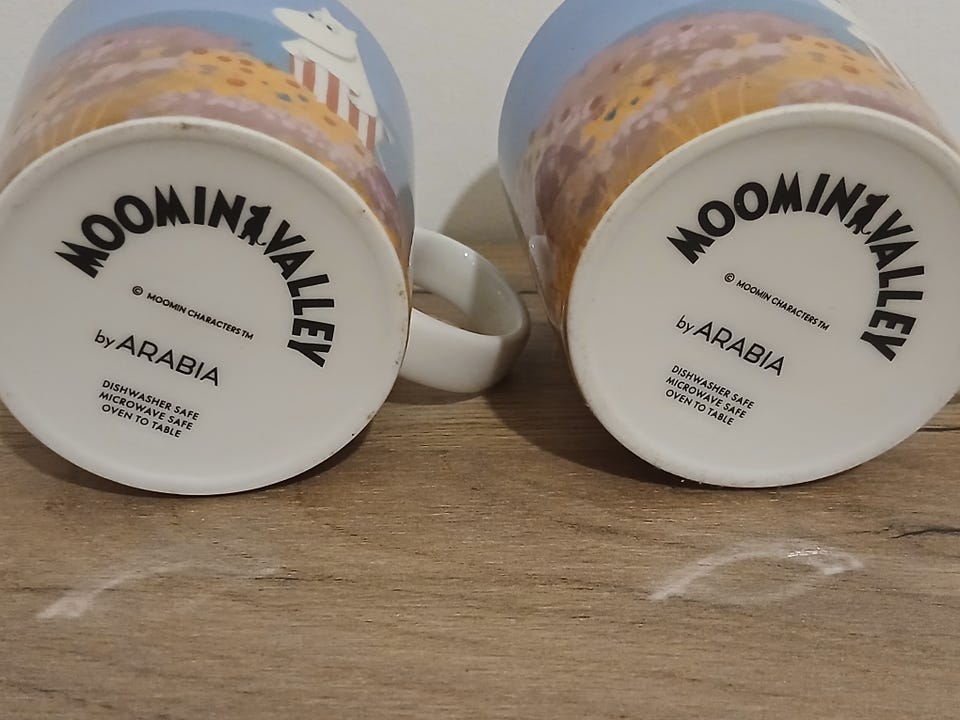 MOOMINVALLEY
© MOOMIN CHARACTERS™
by ARABIA
DISHWASHER SAFE
MICROWAVE SAFE
OVEN TO TABLE
MOOMINVALLEY
© MOOMIN CHARACTERS™
by ARABIA
DISHWASHER SAFE
MICROWAVE SAFE
OVEN TO TABLE